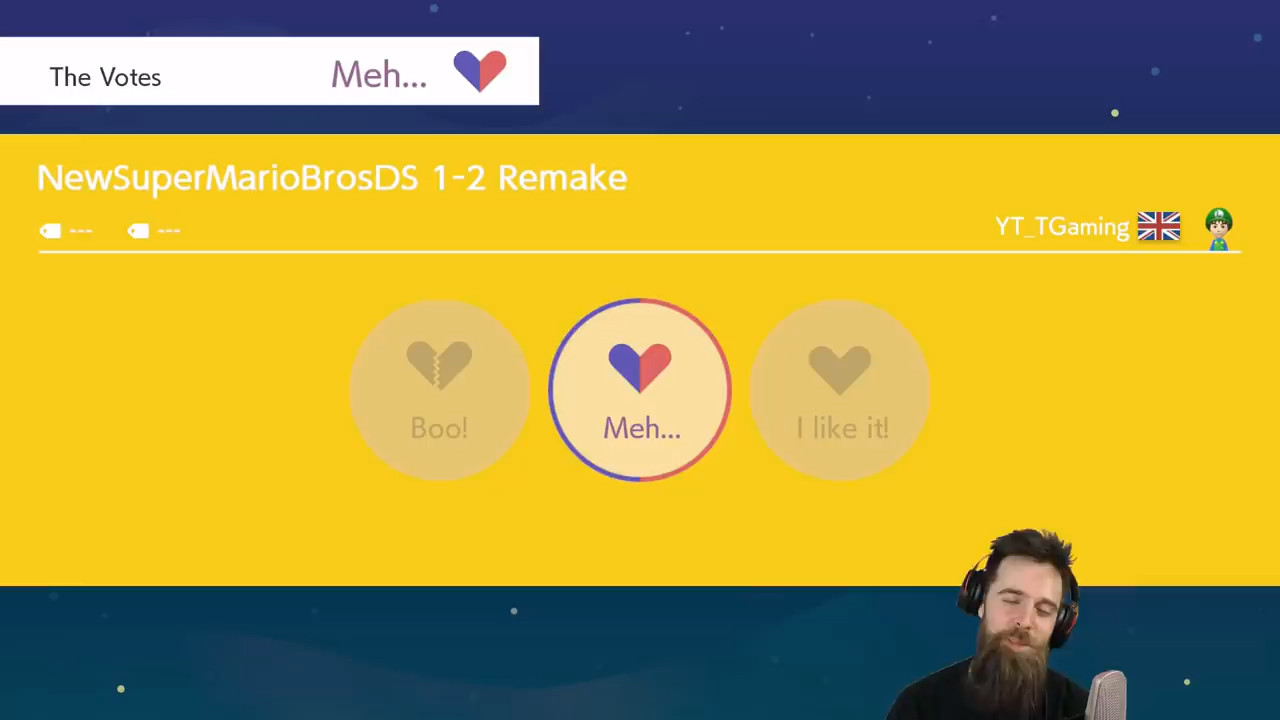 The Votes Meh...
NewSuperMarioBrosDS 1-2 Remake
--- ---
YT_TGaming
Boo! Meh... I like it!